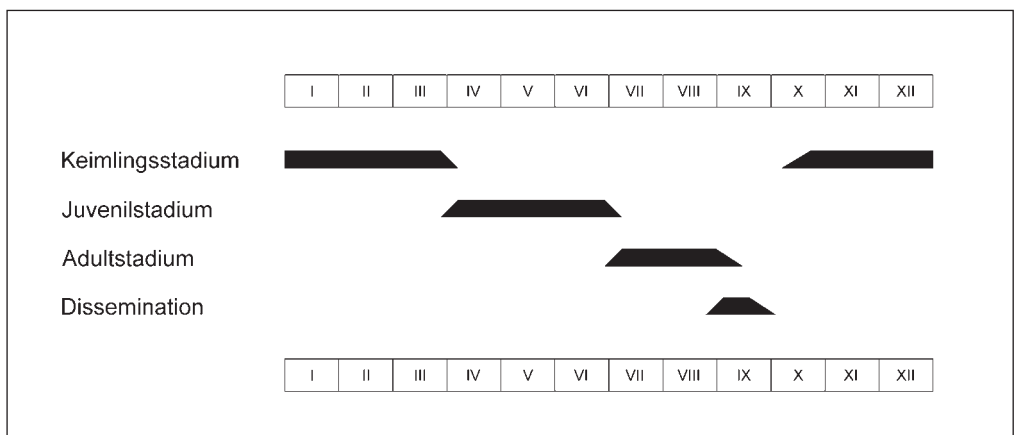 I II III IV V VI VII VIII IX X XI XII
Keimlingsstadium
Juvenilstadium
Adultstadium
Dissemination
I II III IV V VI VII VIII IX X XI XII